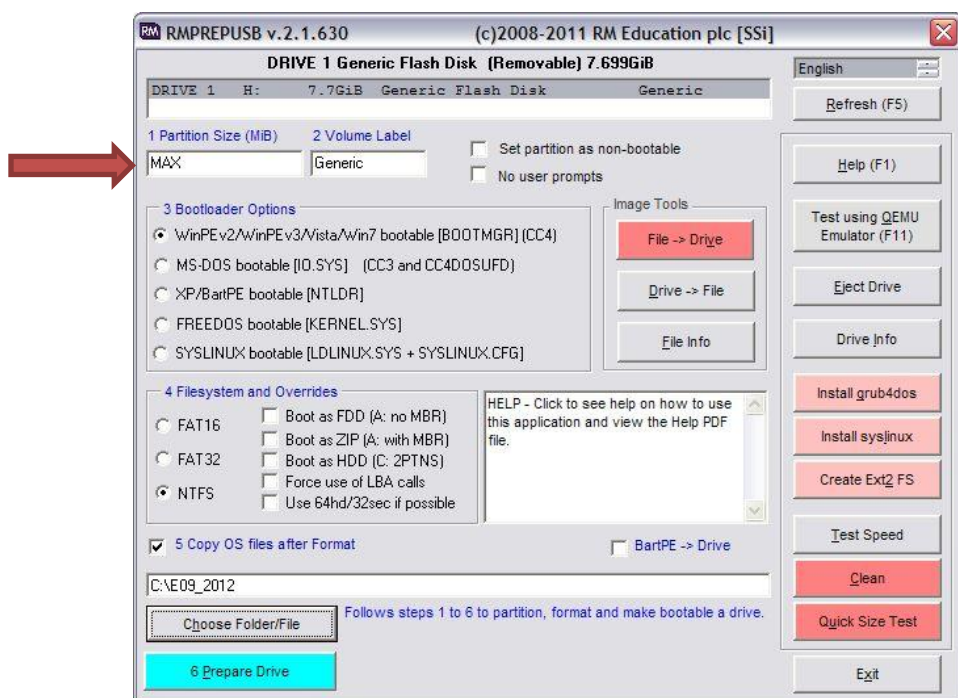 RM RMPREPUSB v.2.1.630 (c)2008-2011 RM Education plc [SSi]
DRIVE 1 Generic Flash Disk (Removable) 7.699GiB
English
DRIVE 1 H: 7.7GiB Generic Flash Disk Generic
Refresh (F5)
1 Partition Size (MiB) 2 Volume Label
MAX Generic
Set partition as non-bootable
No user prompts
Help (F1)
3 Bootloader Options
WinPEv2/WinPEv3/Vista/Win7 bootable [BOOTMGR] (CC4)
MS-DOS bootable [IO.SYS] (CC3 and CC4DOSUFD)
XP/BartPE bootable [NTLDR]
FREEDOS bootable [KERNEL.SYS]
SYSLINUX bootable [LDLINUX.SYS + SYSLINUX.CFG]
Image Tools
File -> Drive
Drive -> File
File Info
Test using QEMU
Emulator (F11)
Eject Drive
Drive Info
4 Filesystem and Overrides
FAT16
FAT32
NTFS
Boot as FDD (A: no MBR)
Boot as ZIP (A: with MBR)
Boot as HDD (C: 2PTNS)
Force use of LBA calls
Use 64hd/32sec if possible
HELP - Click to see help on how to use
this application and view the Help PDF
file.
Install grub4dos
Install syslinux
Create Ext2 FS
5 Copy OS files after Format
BartPE -> Drive
Test Speed
C:\E09_2012
Clean
Choose Folder/File
Follows steps 1 to 6 to partition, format and make bootable a drive.
Quick Size Test
6 Prepare Drive
Exit